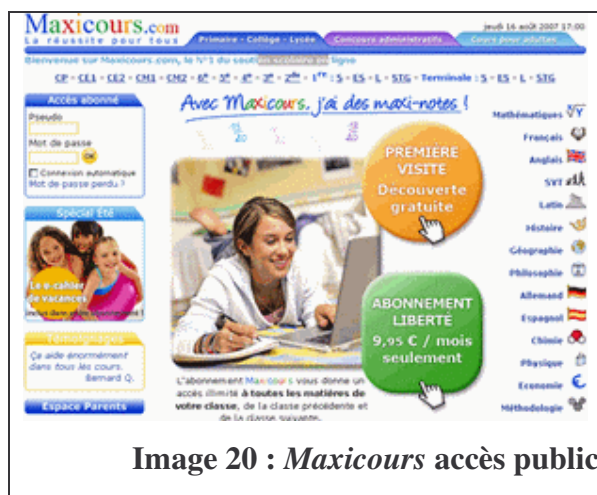 Maxicours.com
La réussite pour tous
Primaire - Collège - Lycée
Concours administratifs
Cours pour adultes
jeudi 16 août 2007 17:00
Bienvenue sur Maxicours.com, le N°1 du soutien scolaire en ligne
CP - CE1 - CE2 - CM1 - CM2 - 6e - 5e - 4e - 3e - 2de - 1re : S - ES - L - STG - Terminale : S - ES - L - STG
Accès abonné
Pseudo
Mot de passe
OK
Connexion automatique
Mot de passe perdu ?
Spécial Eté
Le e.cahier
de vacances
inclus dans
Témoignages
Ça aide énormément
dans tous les cours.
Bernard Q.
Espace Parents
Avec Maxicours, j'ai des maxi-notes !
PREMIÈRE
VISITE
Découverte
gratuite
ABONNEMENT
LIBERTÉ
9,95 € / mois
seulement
L'abonnement Maxicours vous donne un
accès illimité à toutes les matières de
votre classe, de la classe précédente et
de la classe suivante.
Mathématiques
Français
Anglais
SVT
Latin
Histoire
Géographie
Philosophie
Allemand
Espagnol
Chimie
Physique
Economie
Méthodologie
Image 20 : Maxicours accès public